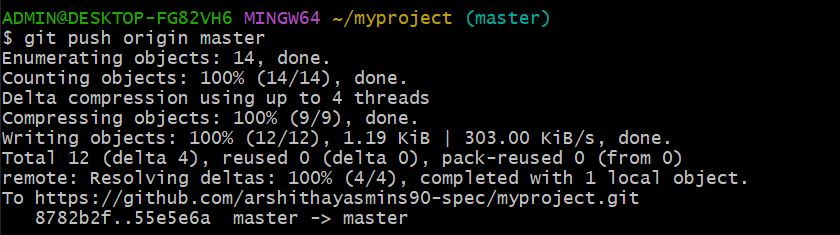 ADMIN@DESKTOP-FG82VH6 MINGW64 ~/myproject (master)
$ git push origin master
Enumerating objects: 14, done.
Counting objects: 100% (14/14), done.
Delta compression using up to 4 threads
Compressing objects: 100% (9/9), done.
Writing objects: 100% (12/12), 1.19 KiB | 303.00 KiB/s, done.
Total 12 (delta 4), reused 0 (delta 0), pack-reused 0 (from 0)
remote: Resolving deltas: 100% (4/4), completed with 1 local object.
To https://github.com/arshithayasmins90-spec/myproject.git
   8782b2f..55e5e6a  master -> master